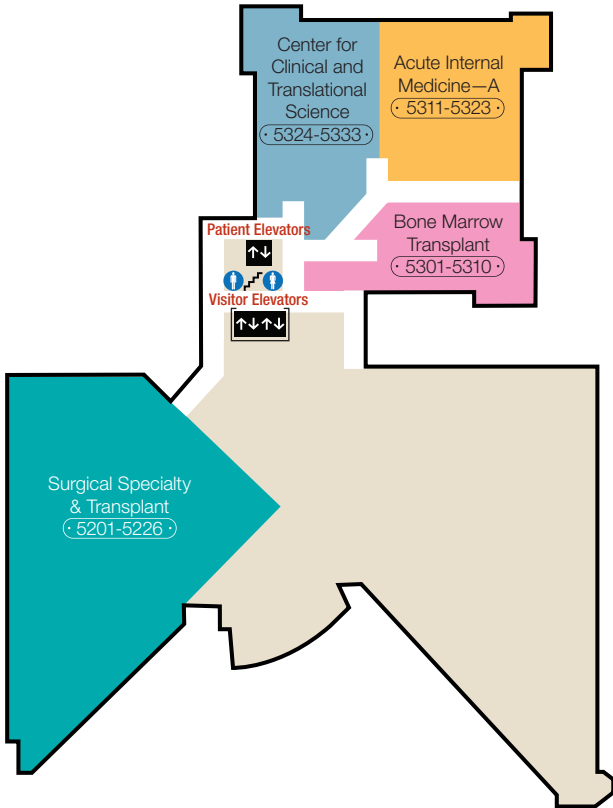 Center for
Clinical and
Translational
Science
· 5324-5333 ·
Acute Internal
Medicine—A
· 5311-5323 ·
Bone Marrow
Transplant
· 5301-5310 ·
Patient Elevators
Visitor Elevators
Surgical Specialty
& Transplant
· 5201-5226 ·